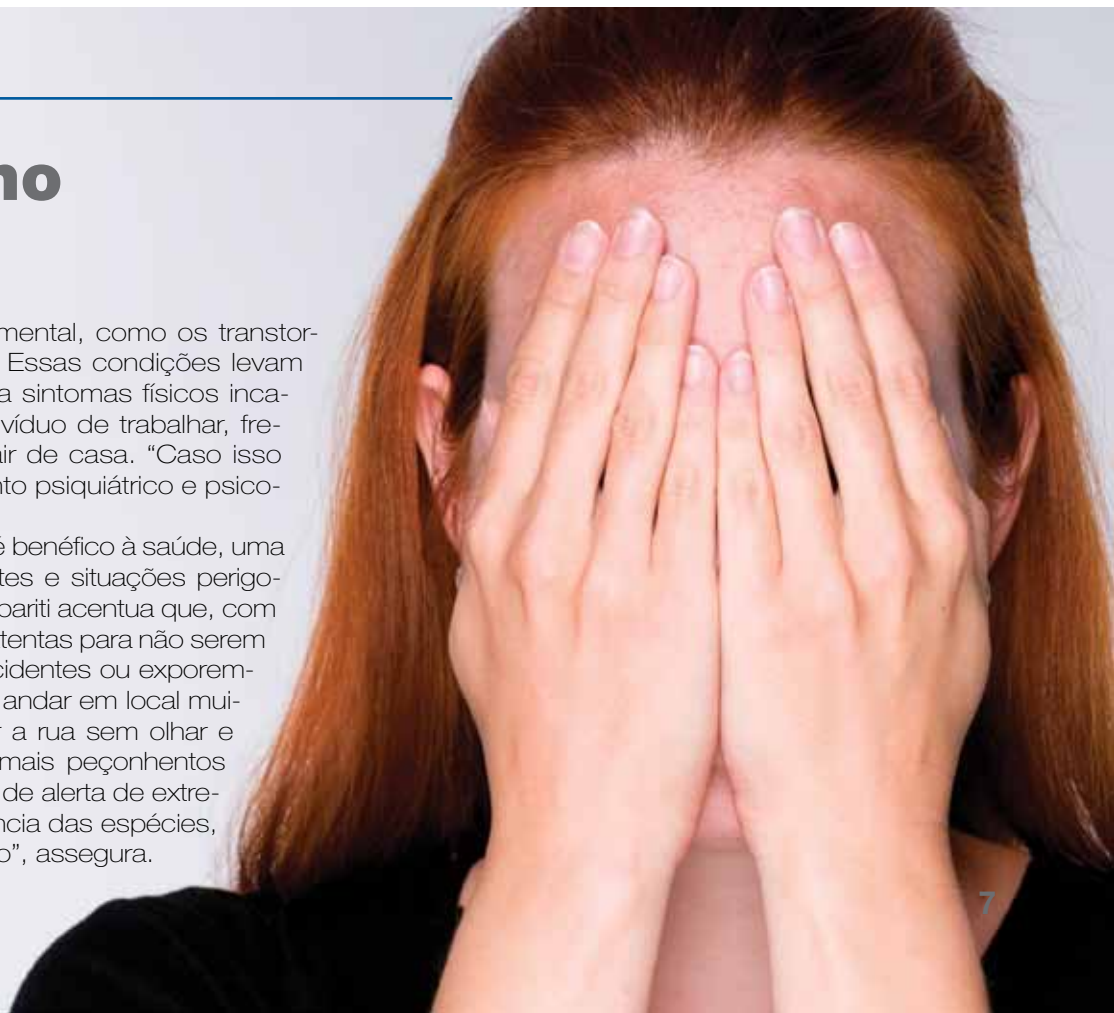 no
mental, como os transtor-
Essas condições levam
a sintomas físicos inca-
víduo de trabalhar, fre-
ir de casa. “Caso isso
to psiquiátrico e psico-
é benéfico à saúde, uma
tes e situações perigo-
pariti acentua que, com
tentas para não serem
cidentes ou exporem-
andar em local mui-
r a rua sem olhar e
mais peçonhentos
de alerta de extre-
ncia das espécies,
o”, assegura.
7